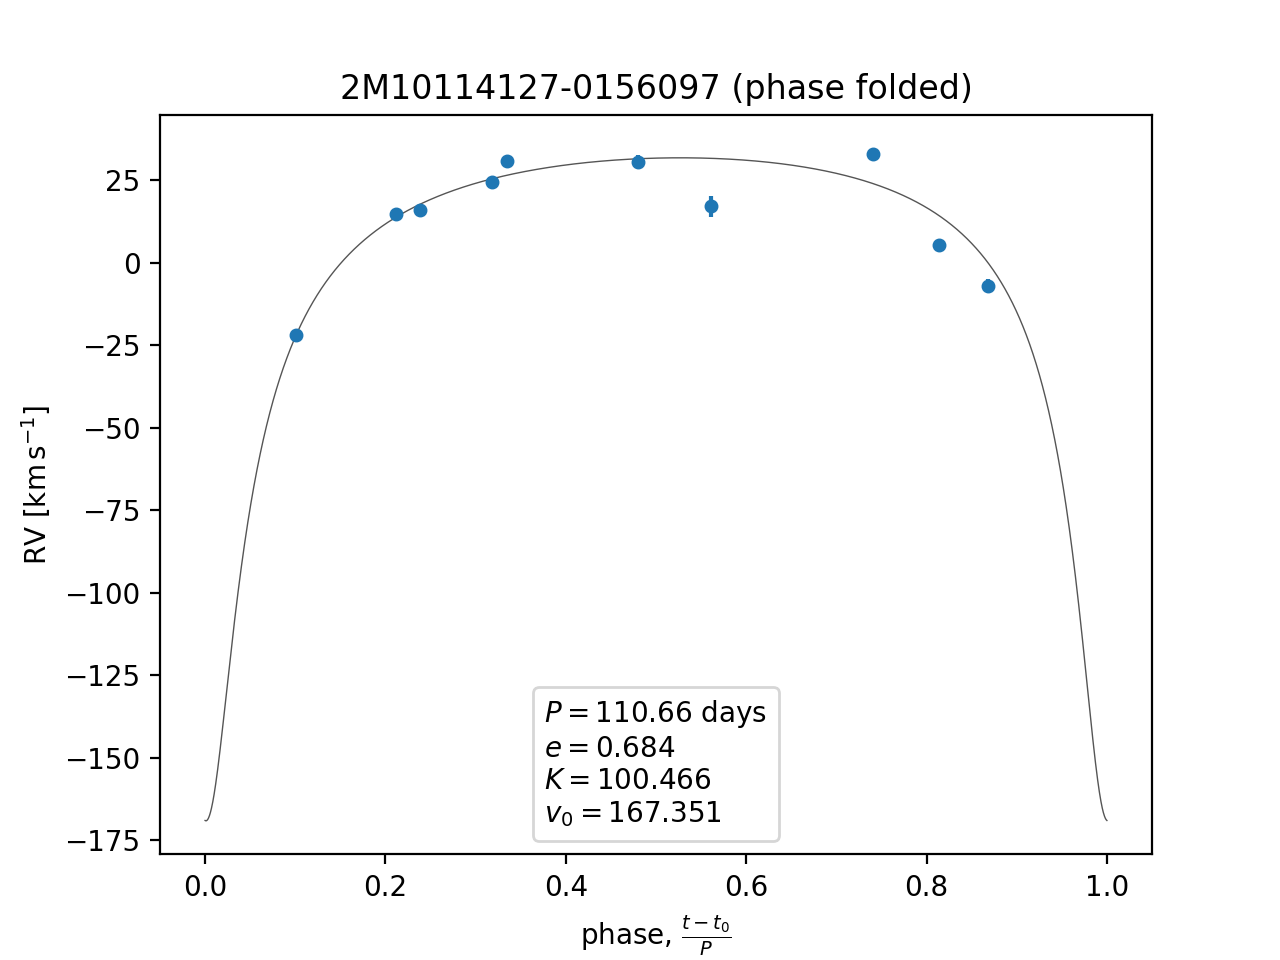 2M10114127-0156097 (phase folded)
RV [km s⁻¹]
25
0
−25
−50
−75
−100
−125
−150
−175
P = 110.66 days
e = 0.684
K = 100.466
v₀ = 167.351
0.0 0.2 0.4 0.6 0.8 1.0
phase, (t − t₀)/P